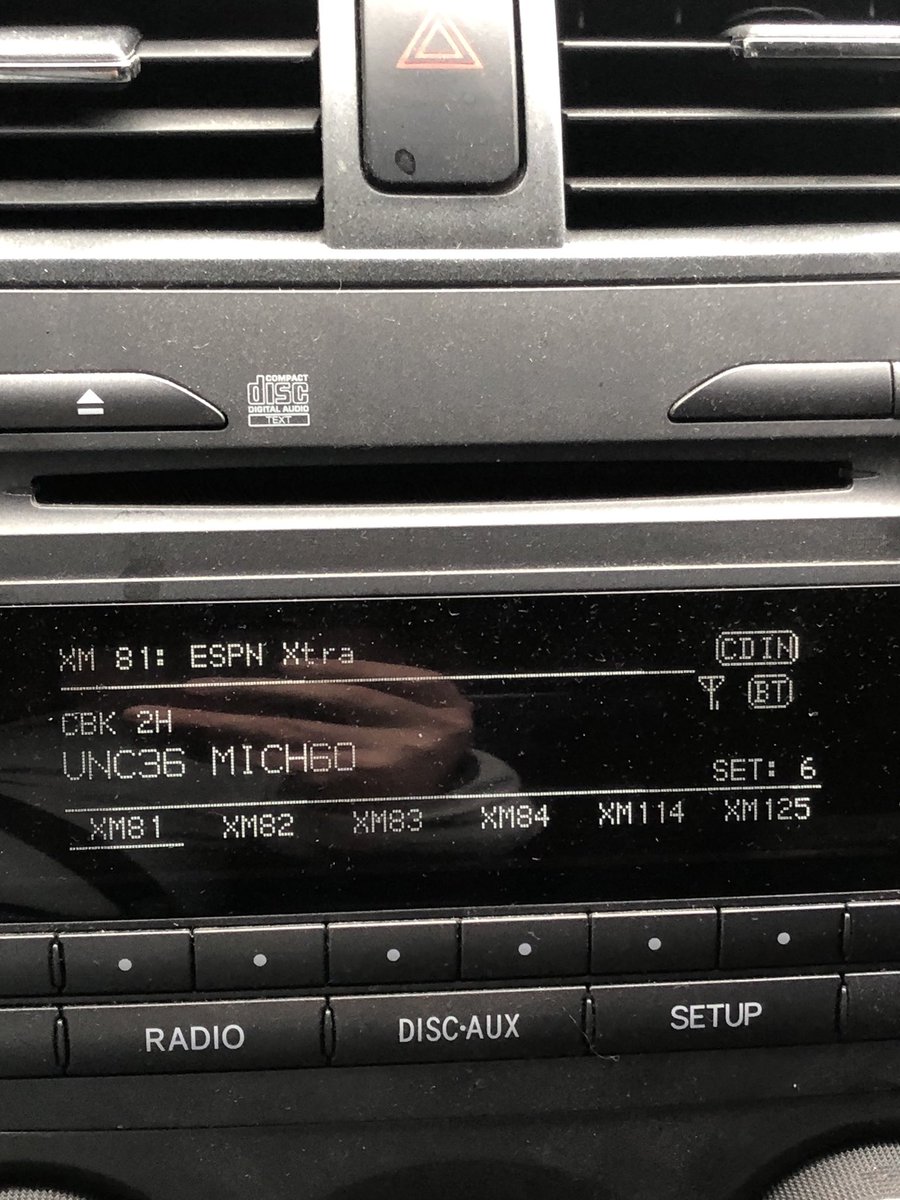 COMPACT
disc
DIGITAL AUDIO
TEXT
XM 81: ESPN Xtra
CD IN
BT
CBK 2H
UNC36 MICH60
SET: 6
XM81 XM82 XM83 XM84 XM114 XM125
RADIO DISC·AUX SETUP